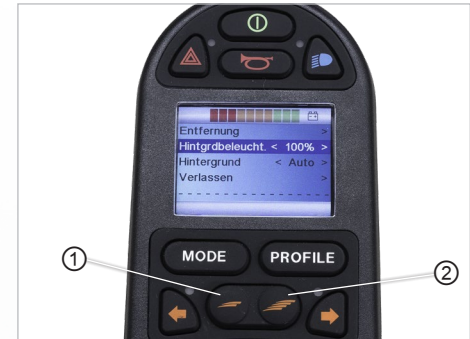 Entfernung >
Hintgrdbeleucht. < 100% >
Hintergrund < Auto >
Verlassen >
MODE PROFILE
1
2